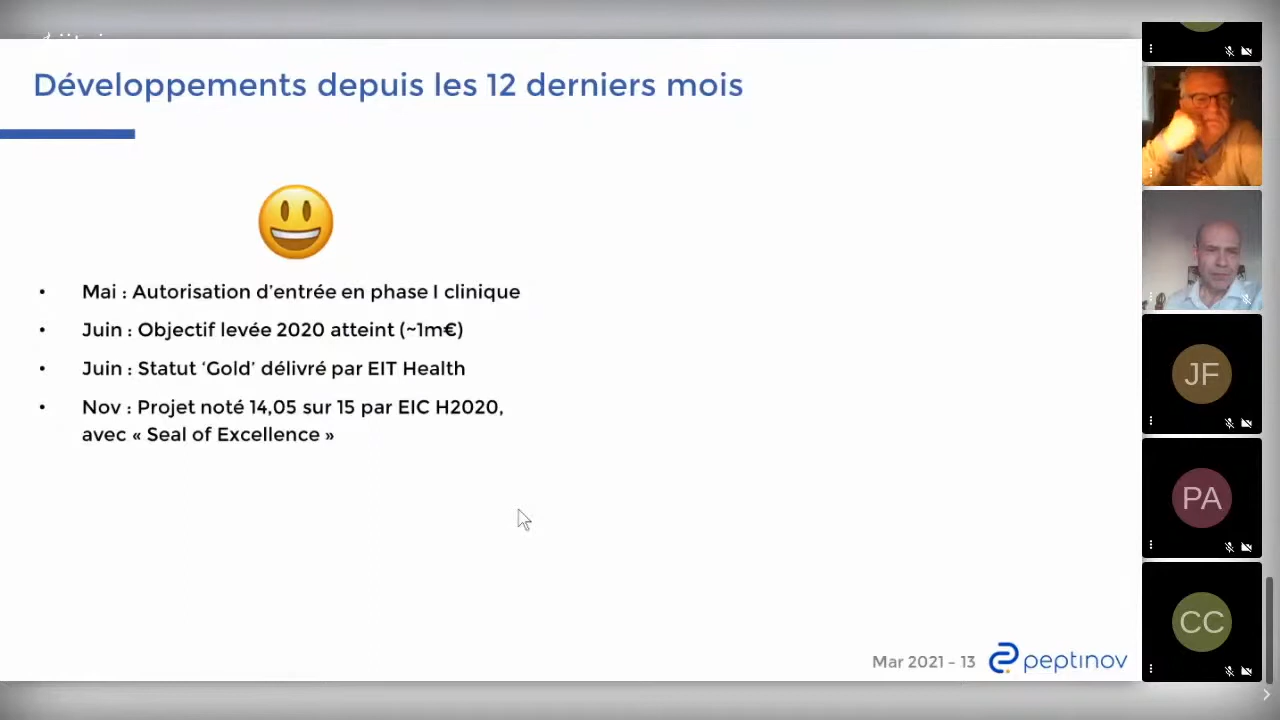 Développements depuis les 12 derniers mois
• Mai : Autorisation d’entrée en phase I clinique
• Juin : Objectif levée 2020 atteint (~1m€)
• Juin : Statut ‘Gold’ délivré par EIT Health
• Nov : Projet noté 14,05 sur 15 par EIC H2020,
avec « Seal of Excellence »
Mar 2021 - 13
peptinov
JF
PA
CC